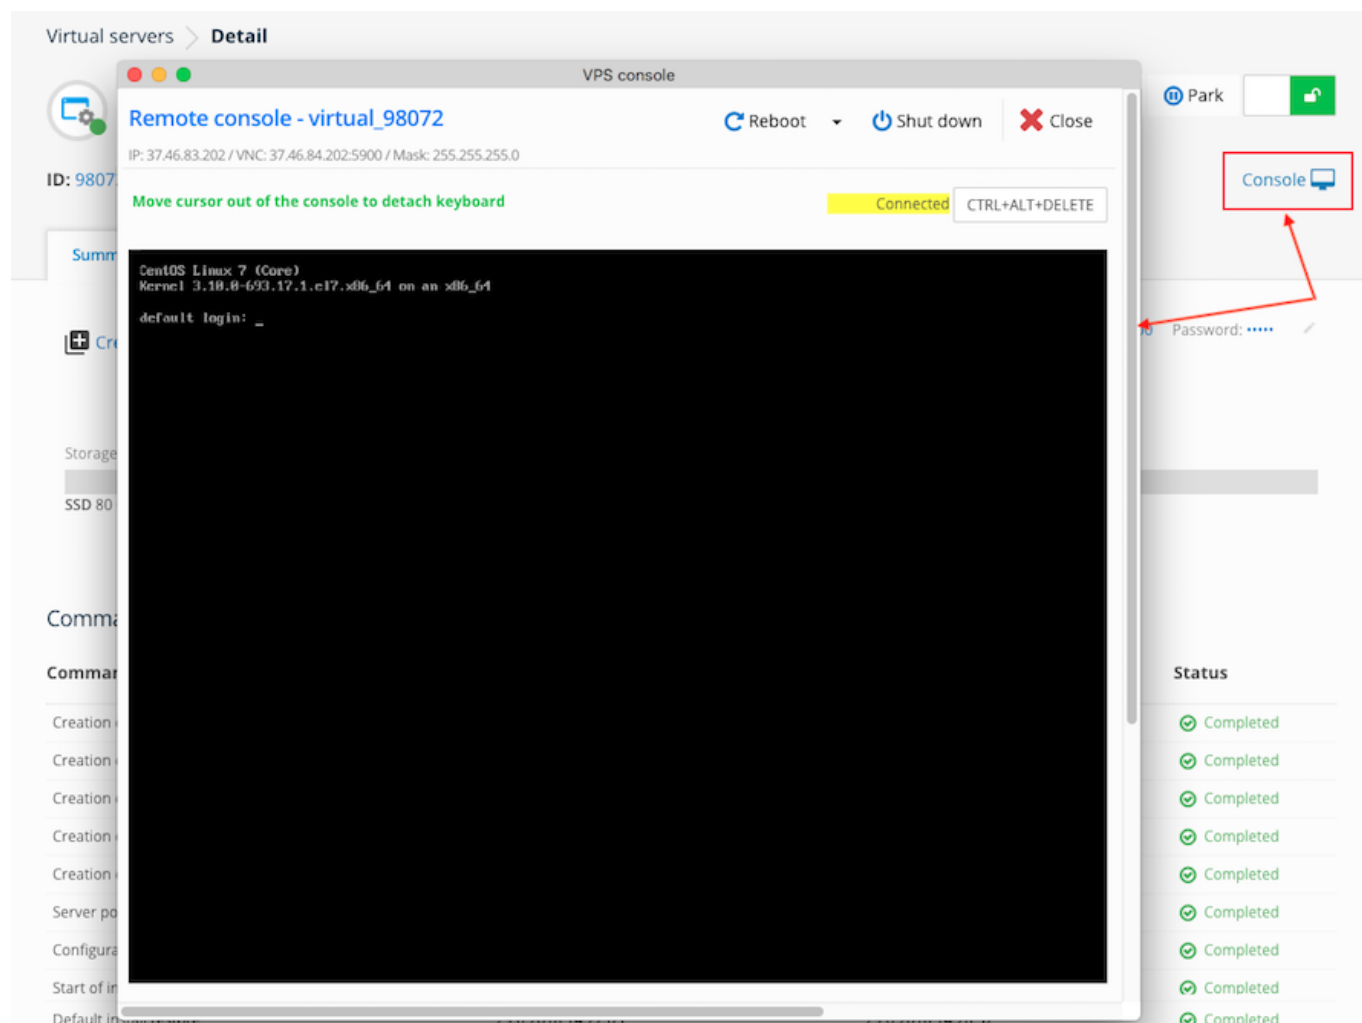 Virtual servers Detail
VPS console
Park
Remote console - virtual_98072
Reboot Shut down Close
IP: 37.46.83.202 / VNC: 37.46.84.202:5900 / Mask: 255.255.255.0
ID: 9807
Console
Move cursor out of the console to detach keyboard
Connected CTRL+ALT+DELETE
Summ
CentOS Linux 7 (Core)
Kernel 3.10.0-693.17.1.el7.x86_64 on an x86_64
default login: _
Cre
Password: •••••
Storage
SSD 80
Comma
Comman Status
Creation Completed
Creation Completed
Creation Completed
Creation Completed
Creation Completed
Server po Completed
Configura Completed
Start of in Completed
Default in Completed